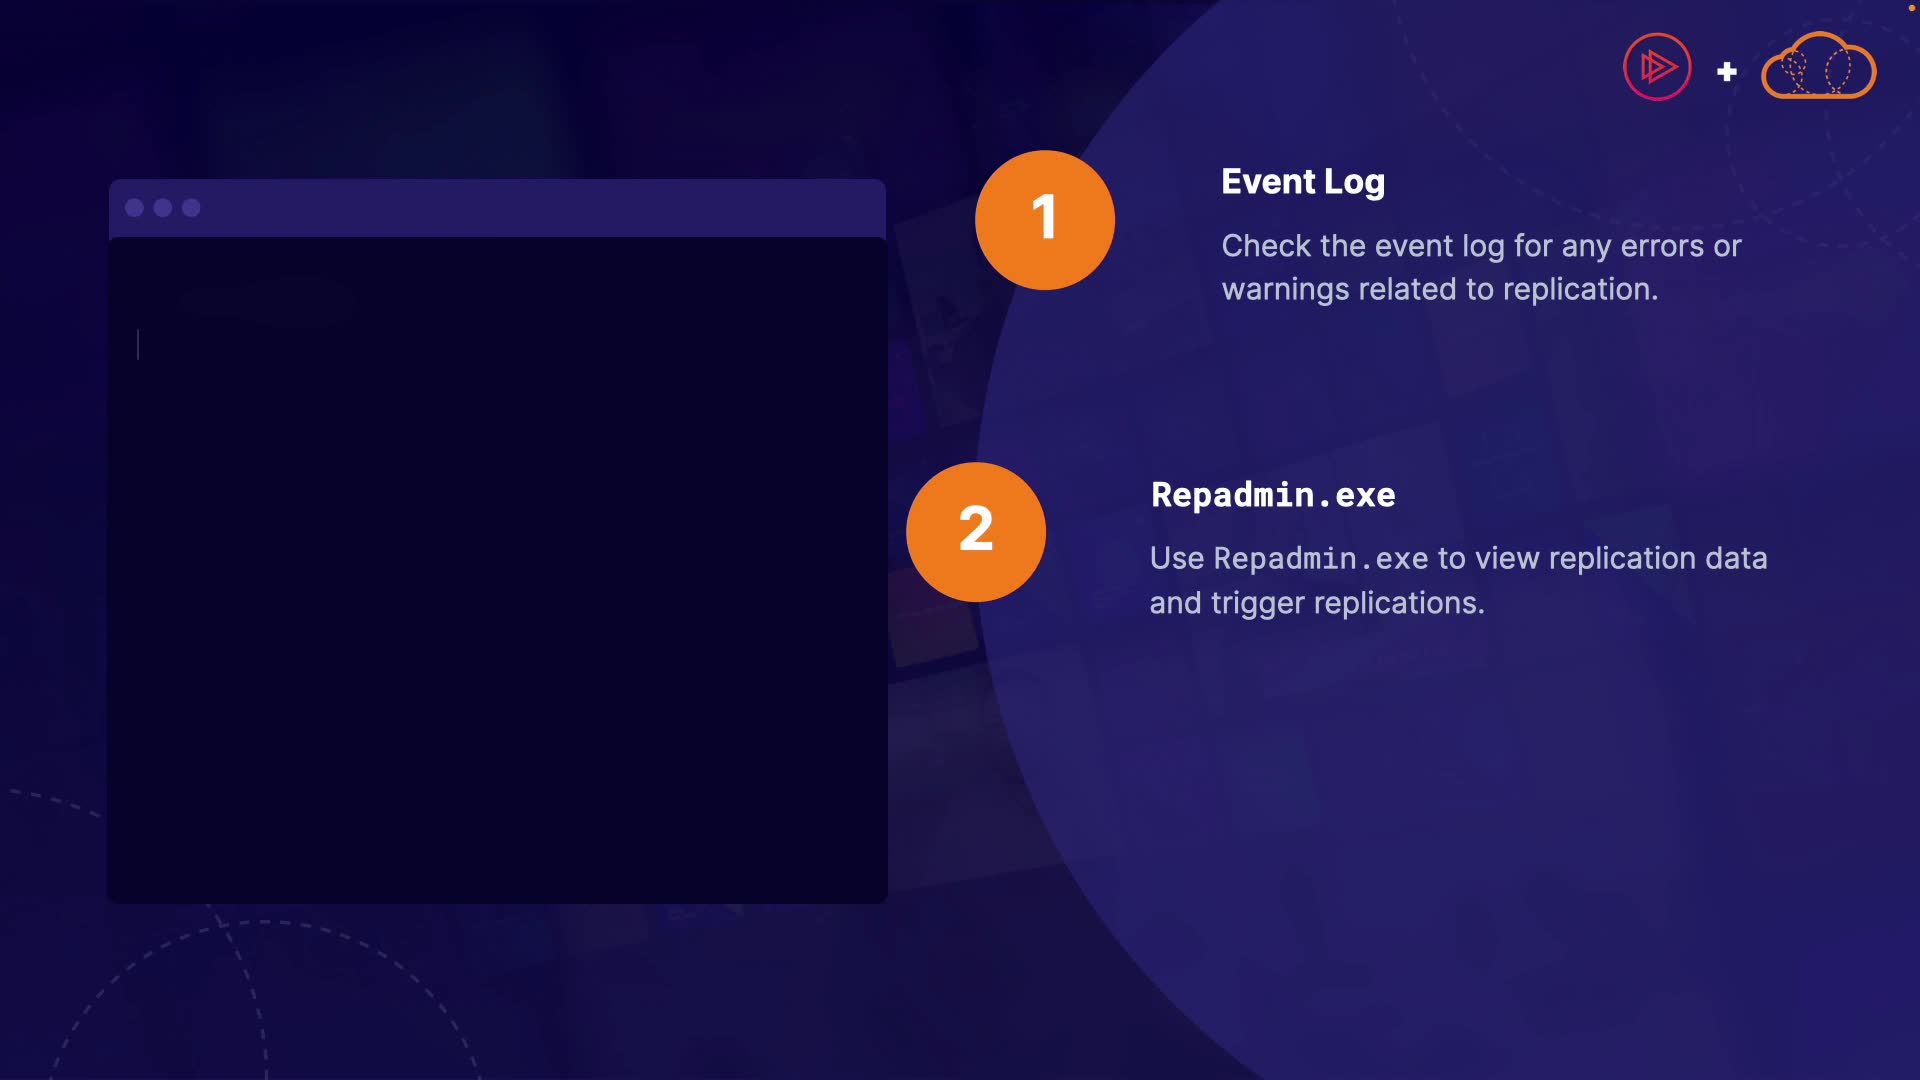 1
Event Log
Check the event log for any errors or
warnings related to replication.
2
Repadmin.exe
Use Repadmin.exe to view replication data
and trigger replications.